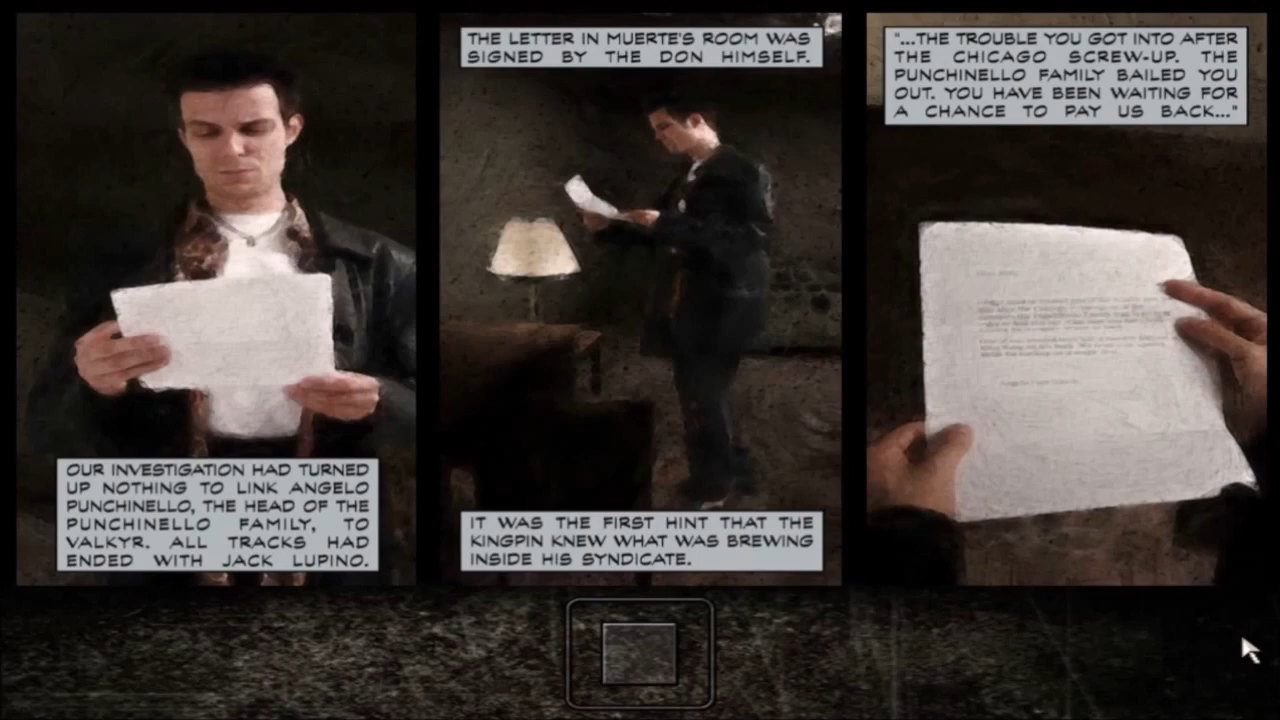 OUR INVESTIGATION HAD TURNED
UP NOTHING TO LINK ANGELO
PUNCHINELLO, THE HEAD OF THE
PUNCHINELLO FAMILY, TO
VALKYR. ALL TRACKS HAD
ENDED WITH JACK LUPINO.
THE LETTER IN MUERTE'S ROOM WAS
SIGNED BY THE DON HIMSELF.
IT WAS THE FIRST HINT THAT THE
KINGPIN KNEW WHAT WAS BREWING
INSIDE HIS SYNDICATE.
"...THE TROUBLE YOU GOT INTO AFTER
THE CHICAGO SCREW-UP. THE
PUNCHINELLO FAMILY BAILED YOU
OUT. YOU HAVE BEEN WAITING FOR
A CHANCE TO PAY US BACK..."